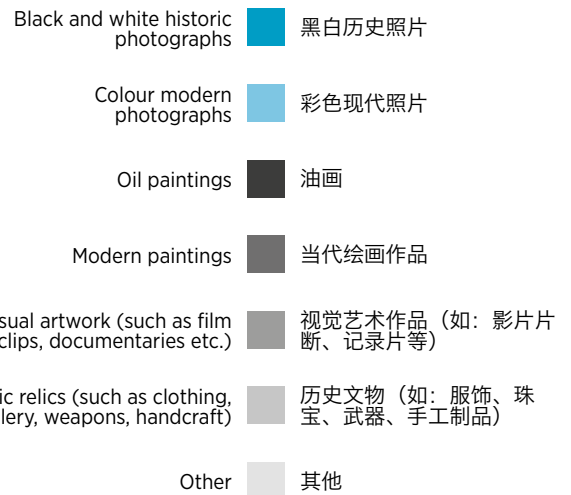 Black and white historic
photographs
黑白历史照片
Colour modern
photographs
彩色现代照片
Oil paintings
油画
Modern paintings
当代绘画作品
sual artwork (such as film
clips, documentaries etc.)
视觉艺术作品（如：影片片
断、记录片等）
ic relics (such as clothing,
lery, weapons, handcraft)
历史文物（如：服饰、珠
宝、武器、手工制品）
Other
其他